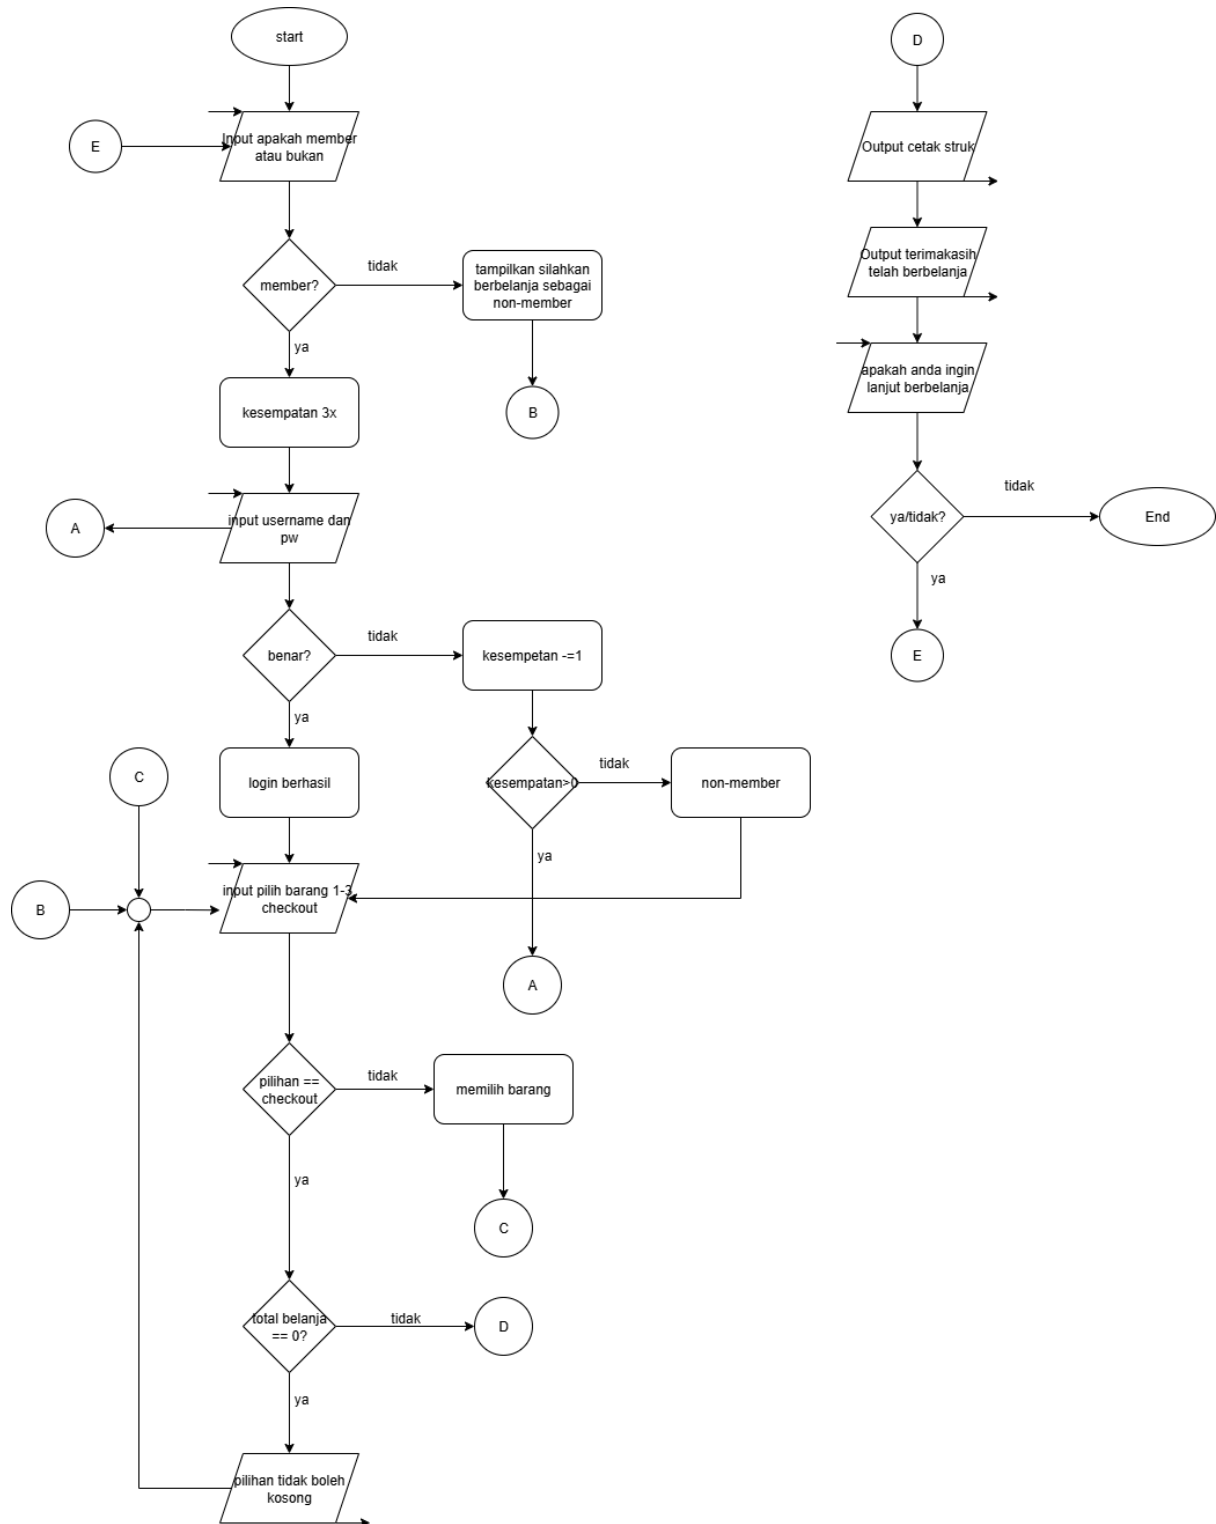 start
E
Input apakah member
atau bukan
member?
tidak
tampilkan silahkan
berbelanja sebagai
non-member
ya
B
kesempatan 3x
A
input username dan
pw
benar?
tidak
kesempetan -=1
ya
C
login berhasil
kesempatan>0
tidak
non-member
ya
B
input pilih barang 1-3
checkout
A
pilihan ==
checkout
tidak
memilih barang
ya
C
total belanja
== 0?
tidak
D
ya
pilihan tidak boleh
kosong
D
Output cetak struk
Output terimakasih
telah berbelanja
apakah anda ingin
lanjut berbelanja
ya/tidak?
tidak
End
ya
E